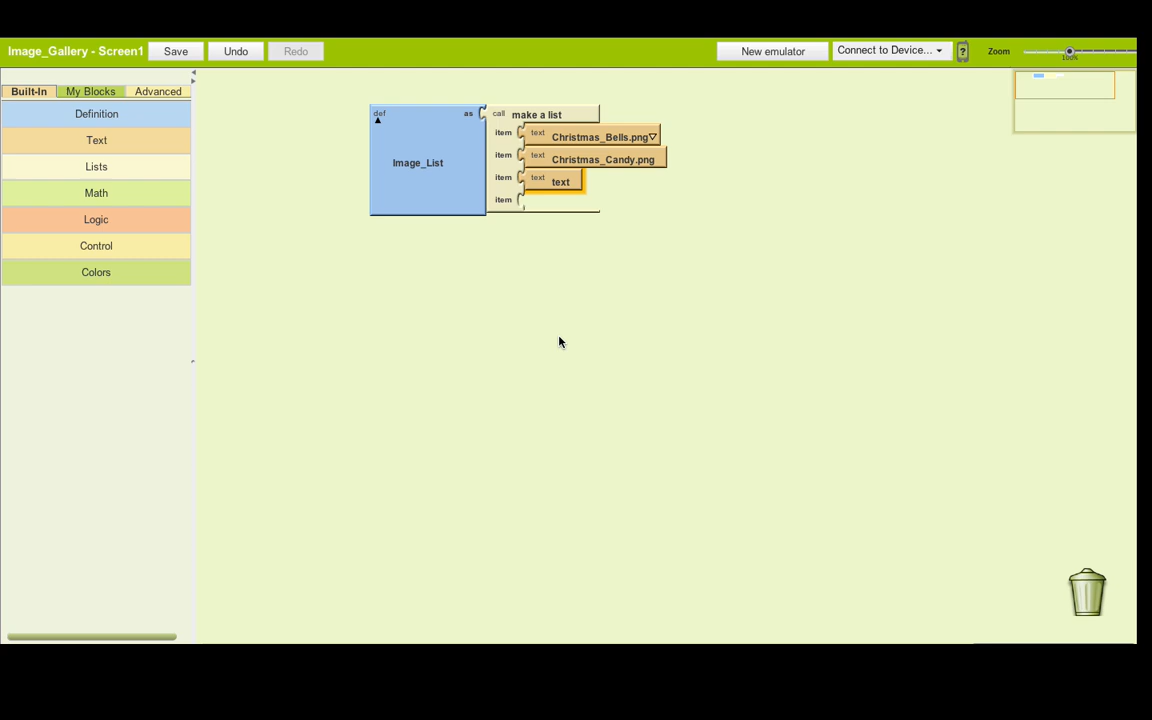 Image_Gallery - Screen1 Save Undo Redo New emulator Connect to Device... ? Zoom
100%
Built-In My Blocks Advanced
Definition
Text
Lists
Math
Logic
Control
Colors
def as call make a list
Image_List
item text Christmas_Bells.png
item text Christmas_Candy.png
item text text
item